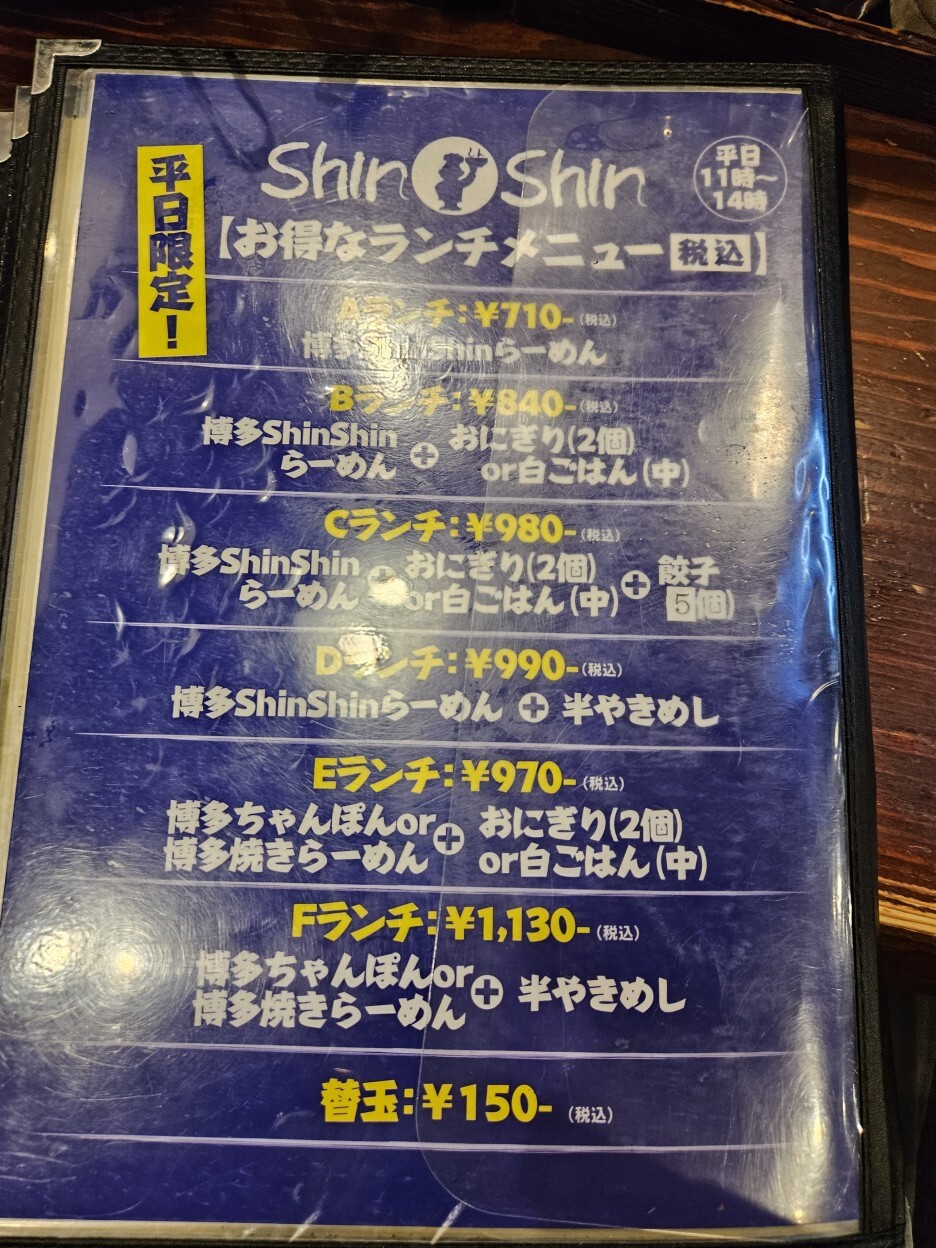 平日限定!
Shin Shin
平日
11時〜
14時
【お得なランチメニュー 税込】
Aランチ:¥710-(税込)
博多ShinShinらーめん
Bランチ:¥840-(税込)
博多ShinShin
らーめん
+
おにぎり(2個)
or白ごはん(中)
Cランチ:¥980-(税込)
博多ShinShin
らーめん
+
おにぎり(2個)
or白ごはん(中)
+
餃子
5個)
Dランチ:¥990-(税込)
博多ShinShinらーめん + 半やきめし
Eランチ:¥970-(税込)
博多ちゃんぽんor
博多焼きらーめん
+
おにぎり(2個)
or白ごはん(中)
Fランチ:¥1,130-(税込)
博多ちゃんぽんor
博多焼きらーめん
+
半やきめし
替玉:¥150-(税込)